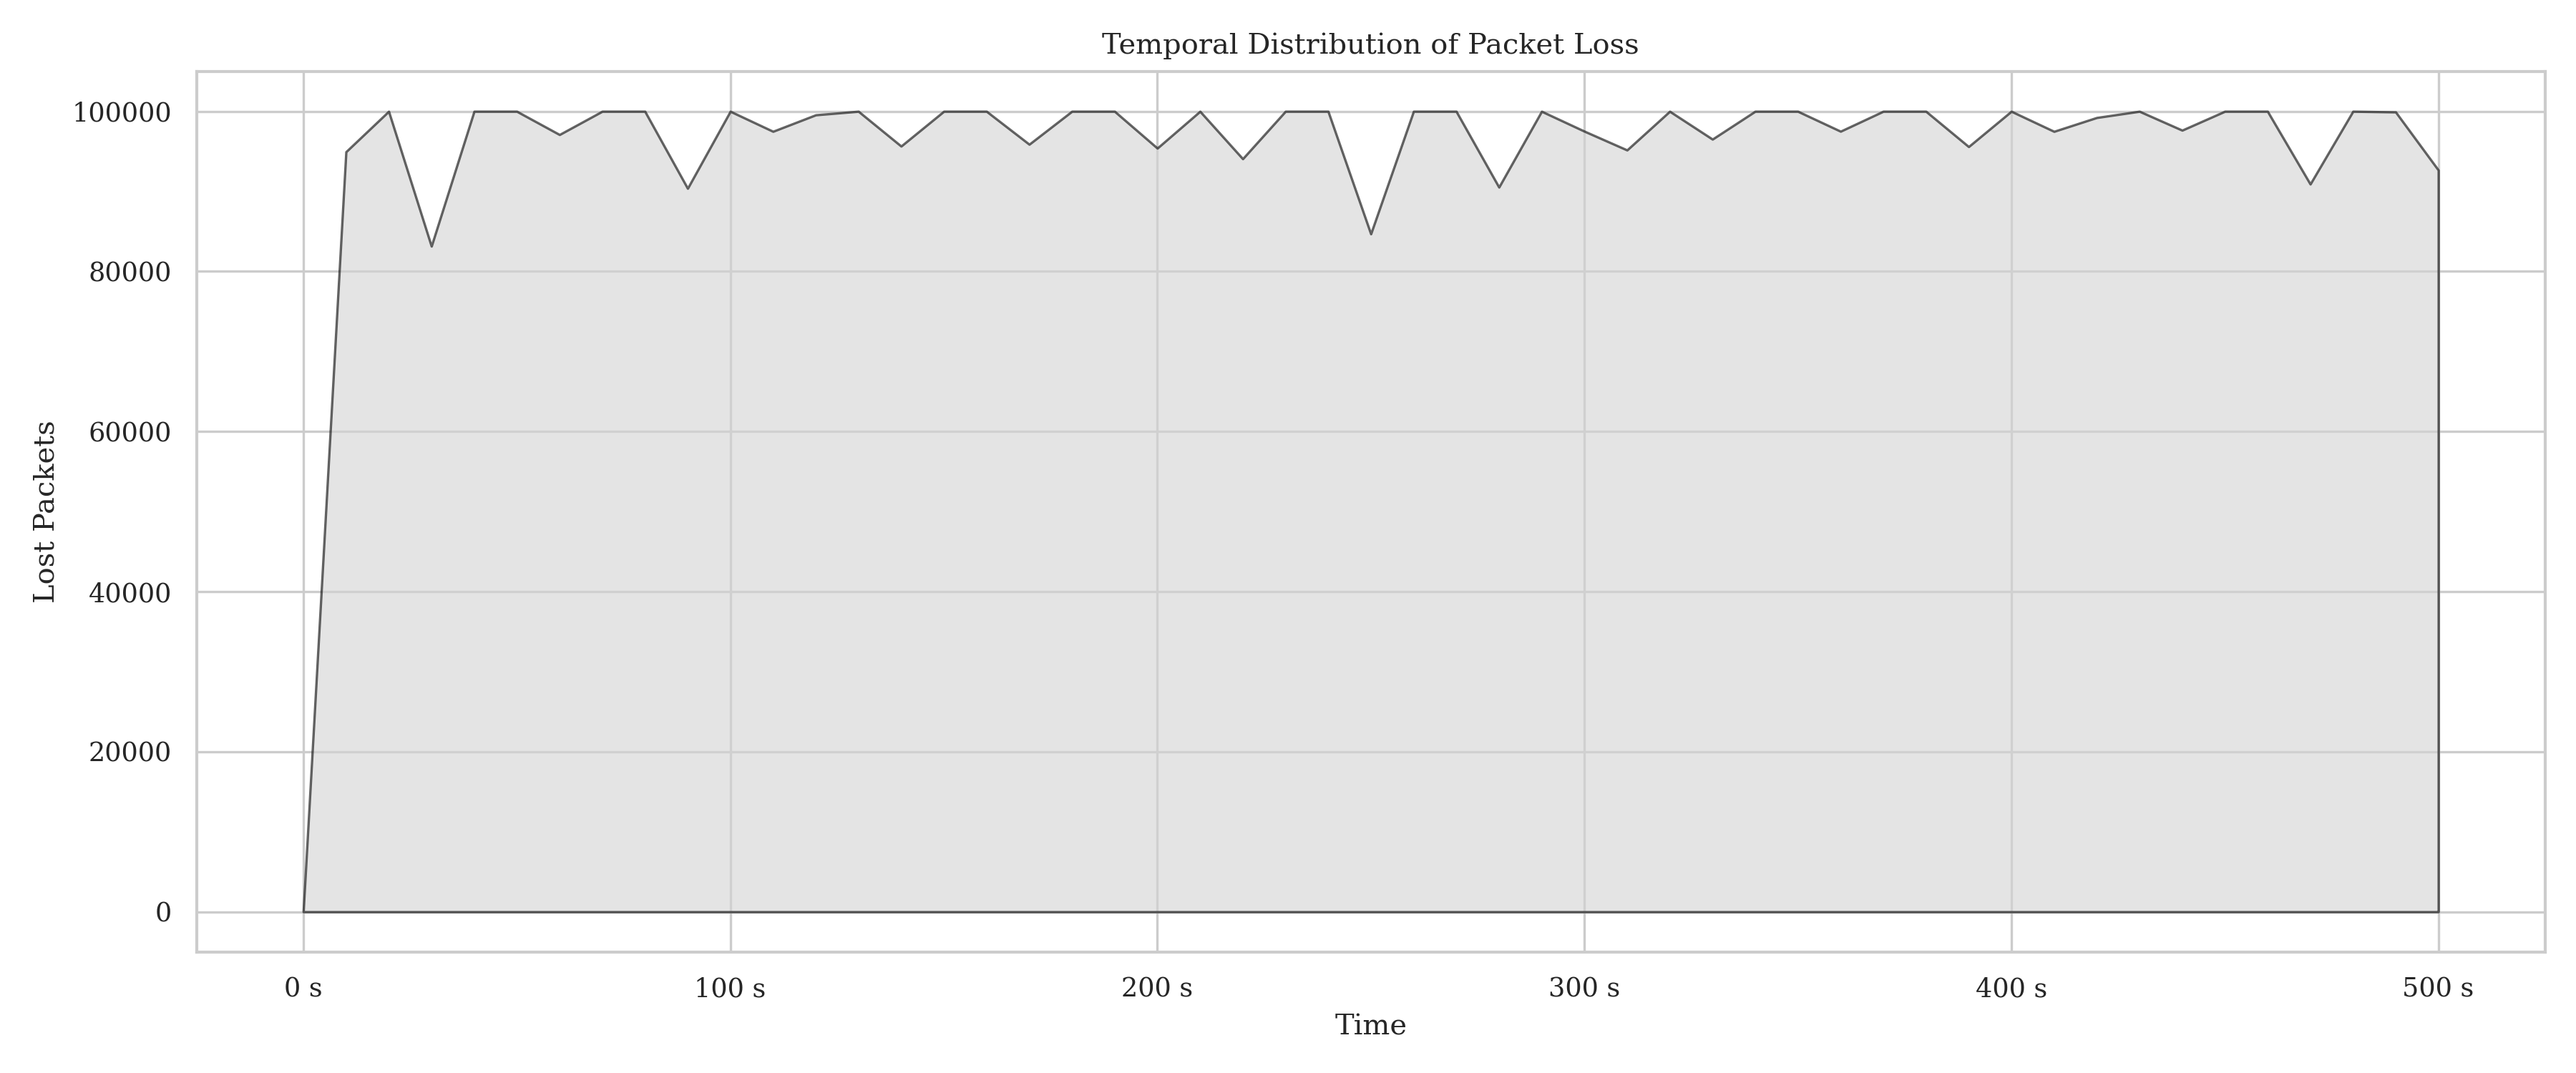 Temporal Distribution of Packet Loss
100000
80000
60000
40000
20000
0
Lost Packets
0 s
100 s
200 s
300 s
400 s
500 s
Time